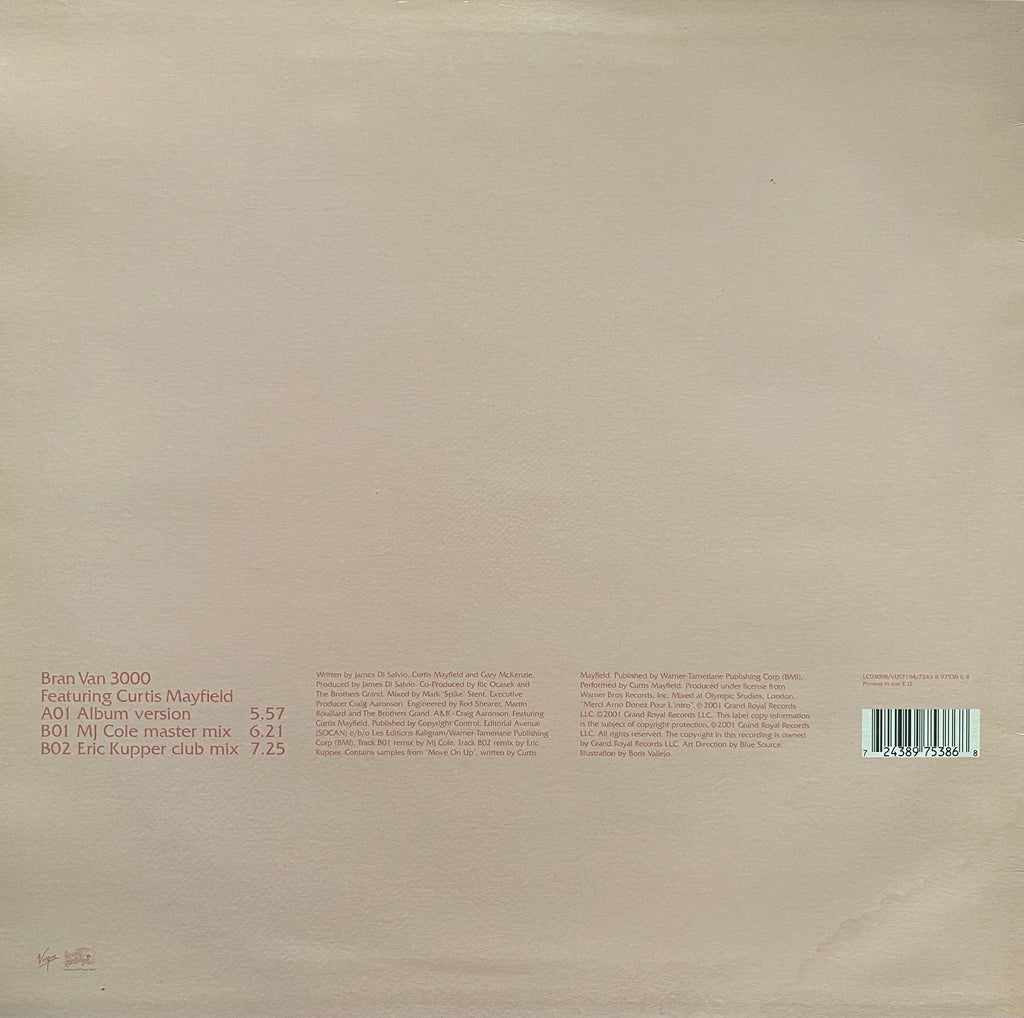 Bran Van 3000
Featuring Curtis Mayfield
A01 Album version 5.57
B01 MJ Cole master mix 6.21
B02 Eric Kupper club mix 7.25
Written by James Di Salvio, Curtis Mayfield and Gary McKenzie.
Produced by James Di Salvio. Co-Produced by Ric Ocasek and
The Brothers Grand. Mixed by Mark 'Spike' Stent. Executive
Producer Craig Aaronson. Engineered by Rod Shearer, Martin
Rouillard and The Brothers Grand. A&R - Craig Aaronson. Featuring
Curtis Mayfield. Published by Copyright Control, Editorial Avenue
(SOCAN) o/b/o Les Editions Kallgram/Warner-Tamerlane Publishing
Corp (BMI). Track B01 remix by MJ Cole. Track B02 remix by Eric
Kupper. Contains samples from 'Move On Up', written by Curtis
Mayfield. Published by Warner-Tamerlane Publishing Corp (BMI).
Performed by Curtis Mayfield. Produced under license from
Warner Bros Records, Inc. Mixed at Olympic Studios, London.
"Merci Arno Donez Pour L'intro". ℗ 2001 Grand Royal Records
LLC. © 2001 Grand Royal Records LLC. This label copy information
is the subject of copyright protection. © 2001 Grand Royal Records
LLC. All rights reserved. The copyright in this recording is owned
by Grand Royal Records LLC. Art Direction by Blue Source.
Illustration by Boris Vallejo.
LC03098/VUST198/7243 8 97538 6 8
Printed in the E.U.
7 24389 75386 8
Virgin